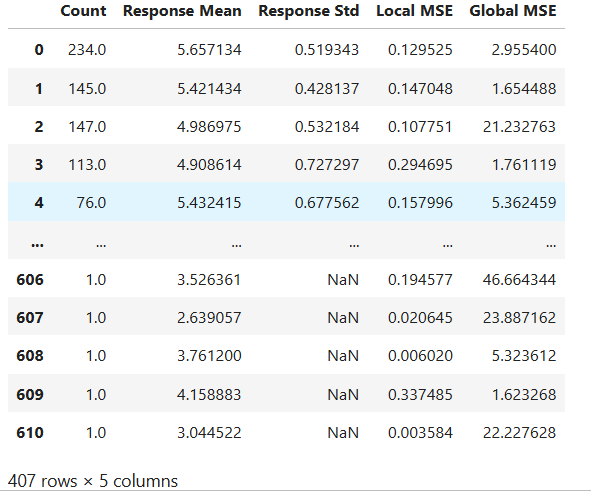 Count Response Mean Response Std Local MSE Global MSE
0 234.0 5.657134 0.519343 0.129525 2.955400
1 145.0 5.421434 0.428137 0.147048 1.654488
2 147.0 4.986975 0.532184 0.107751 21.232763
3 113.0 4.908614 0.727297 0.294695 1.761119
4 76.0 5.432415 0.677562 0.157996 5.362459
... ... ... ... ... ...
606 1.0 3.526361 NaN 0.194577 46.664344
607 1.0 2.639057 NaN 0.020645 23.887162
608 1.0 3.761200 NaN 0.006020 5.323612
609 1.0 4.158883 NaN 0.337485 1.623268
610 1.0 3.044522 NaN 0.003584 22.227628
407 rows × 5 columns